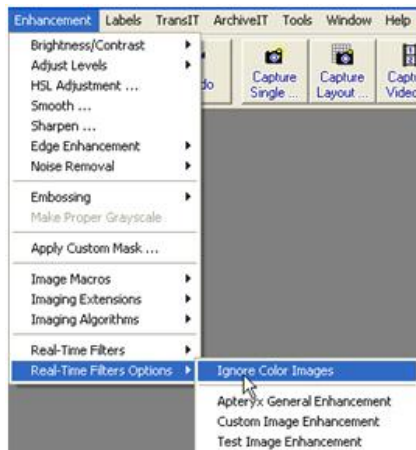 Enhancement Labels TransIT ArchiveIT Tools Window Help
Brightness/Contrast
Adjust Levels
HSL Adjustment ...
Smooth ...
Sharpen ...
Edge Enhancement
Noise Removal
Embossing
Make Proper Grayscale
Apply Custom Mask ...
Image Macros
Imaging Extensions
Imaging Algorithms
Real-Time Filters
Real-Time Filters Options
do
Capture
Single ...
Capture
Layout ...
Ignore Color Images
Apteryx General Enhancement
Custom Image Enhancement
Test Image Enhancement